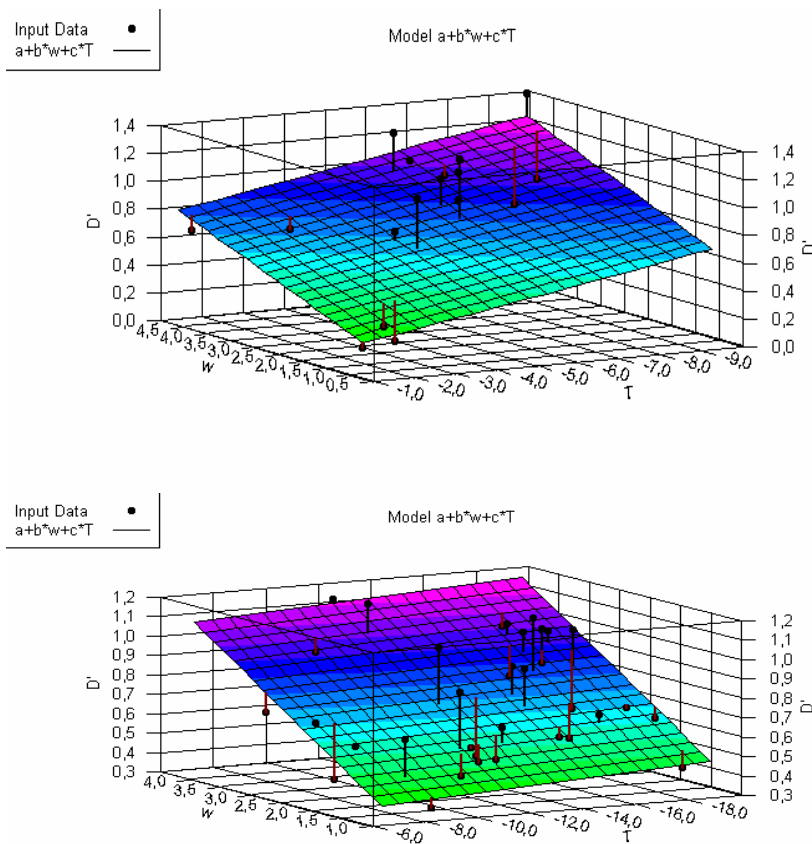 Input Data
a+b*w+c*T
Model a+b*w+c*T
1,4 1,2 1,0 0,8 0,6 0,4 0,2 0,0
D'
4,5 4,0 3,5 3,0 2,5 2,0 1,5 1,0 0,5
w
-1,0 -2,0 -3,0 -4,0 -5,0 -6,0 -7,0 -8,0 -9,0
T
1,4 1,2 1,0 0,8 0,6 0,4 0,2 0,0
D'
Input Data
a+b*w+c*T
Model a+b*w+c*T
1,2 1,1 1,0 0,9 0,8 0,7 0,6 0,5 0,4 0,3
D'
4,0 3,5 3,0 2,5 2,0 1,5 1,0
w
-6,0 -8,0 -10,0 -12,0 -14,0 -16,0 -18,0
T
1,2 1,1 1,0 0,9 0,8 0,7 0,6 0,5 0,4 0,3
D'